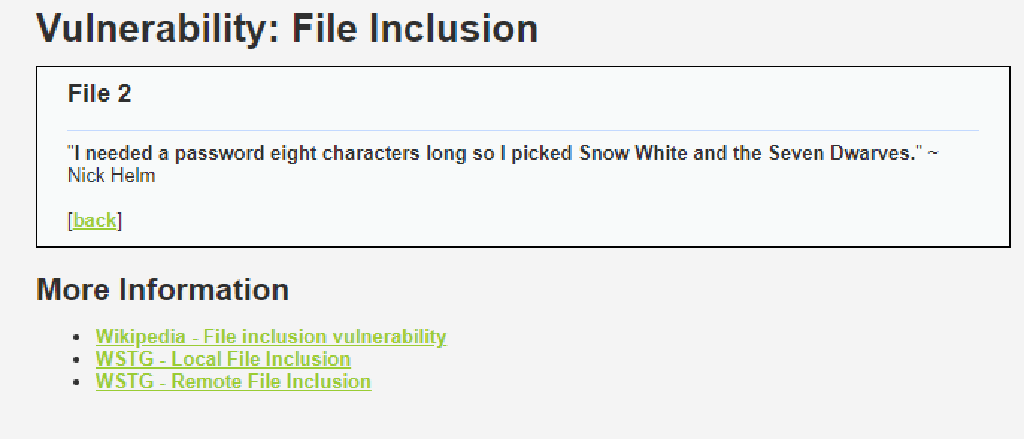 Vulnerability: File Inclusion
File 2
"I needed a password eight characters long so I picked Snow White and the Seven Dwarves." ~
Nick Helm
[back]
More Information
• Wikipedia - File inclusion vulnerability
• WSTG - Local File Inclusion
• WSTG - Remote File Inclusion